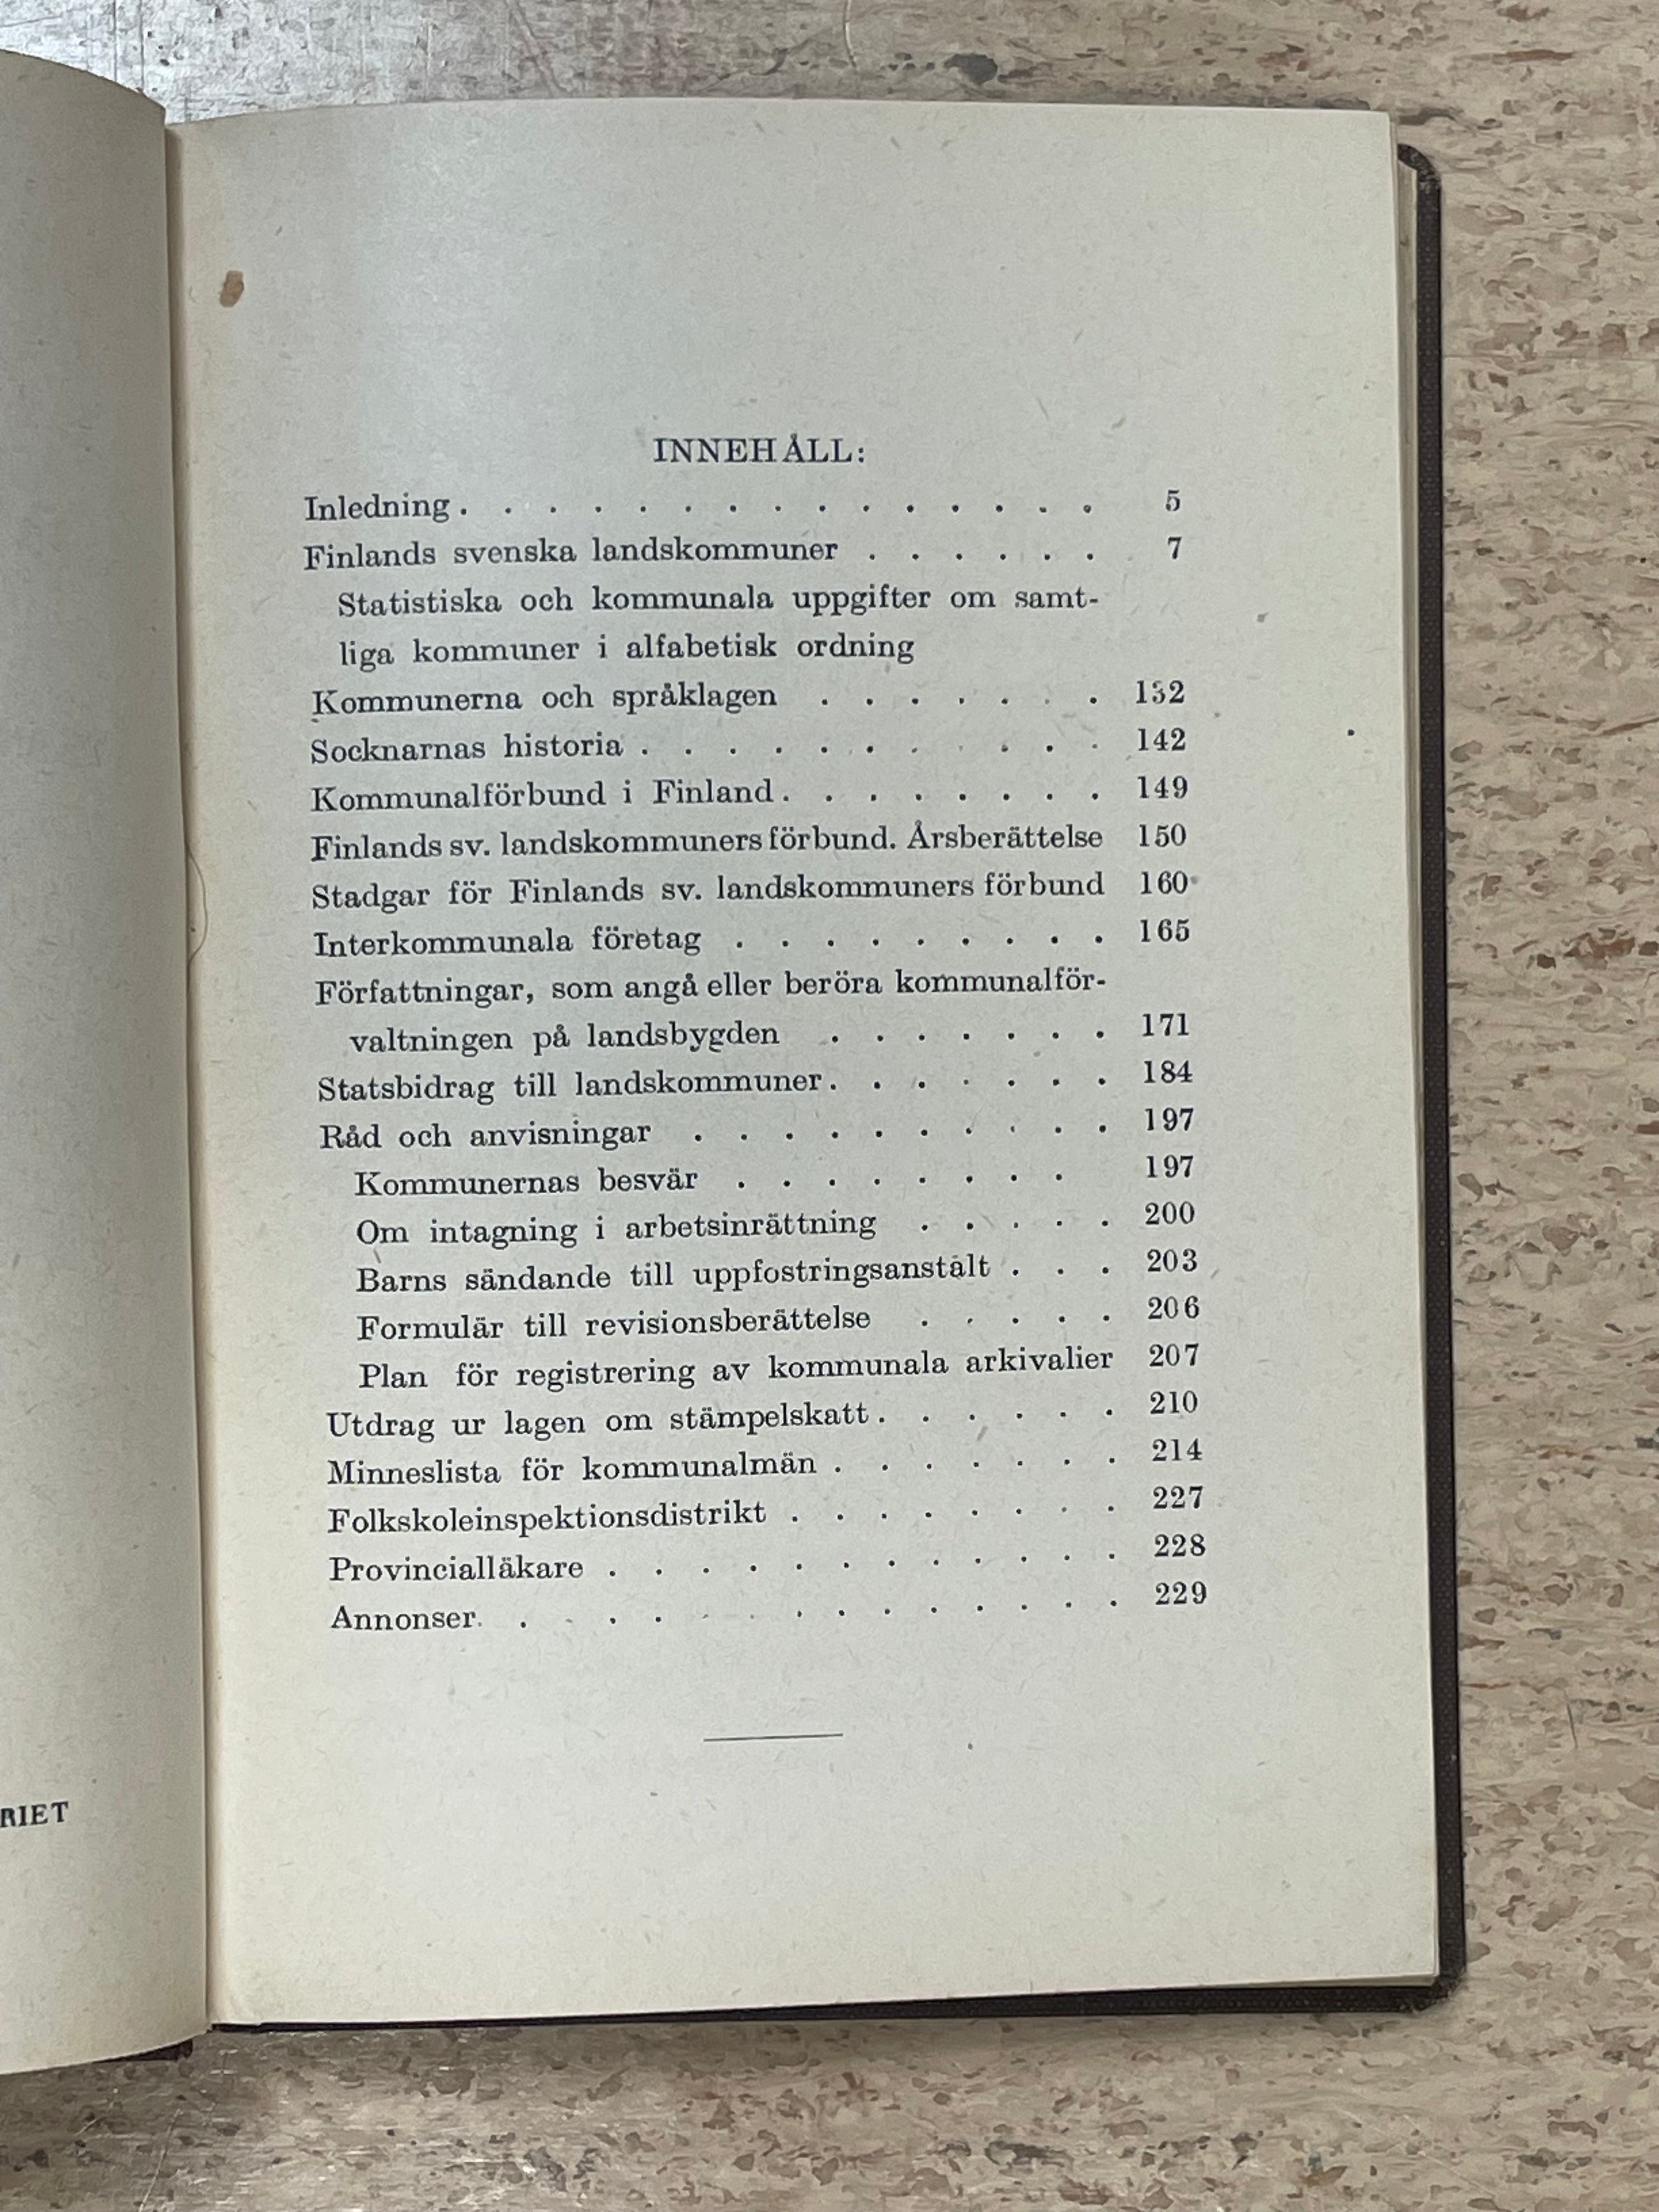 INNEHÅLL:
Inledning . . . . . . . . . . . . . . . 5
Finlands svenska landskommuner . . . . . . 7
Statistiska och kommunala uppgifter om samt-
liga kommuner i alfabetisk ordning
Kommunerna och språklagen . . . . . . . 132
Socknarnas historia . . . . . . . . . . . 142
Kommunalförbund i Finland . . . . . . . . 149
Finlands sv. landskommuners förbund. Årsberättelse 150
Stadgar för Finlands sv. landskommuners förbund 160
Interkommunala företag . . . . . . . . . 165
Författningar, som angå eller beröra kommunalför-
valtningen på landsbygden . . . . . . . 171
Statsbidrag till landskommuner . . . . . . . 184
Råd och anvisningar . . . . . . . . . . 197
Kommunernas besvär . . . . . . . . 197
Om intagning i arbetsinrättning . . . . . 200
Barns sändande till uppfostringsanstalt . . . 203
Formulär till revisionsberättelse . . . . . 206
Plan för registrering av kommunala arkivalier 207
Utdrag ur lagen om stämpelskatt . . . . . . 210
Minneslista för kommunalmän . . . . . . . 214
Folkskoleinspektionsdistrikt . . . . . . . . 227
Provincialläkare . . . . . . . . . . . . 228
Annonser . . . . . . . . . . . . . . . 229
RIET